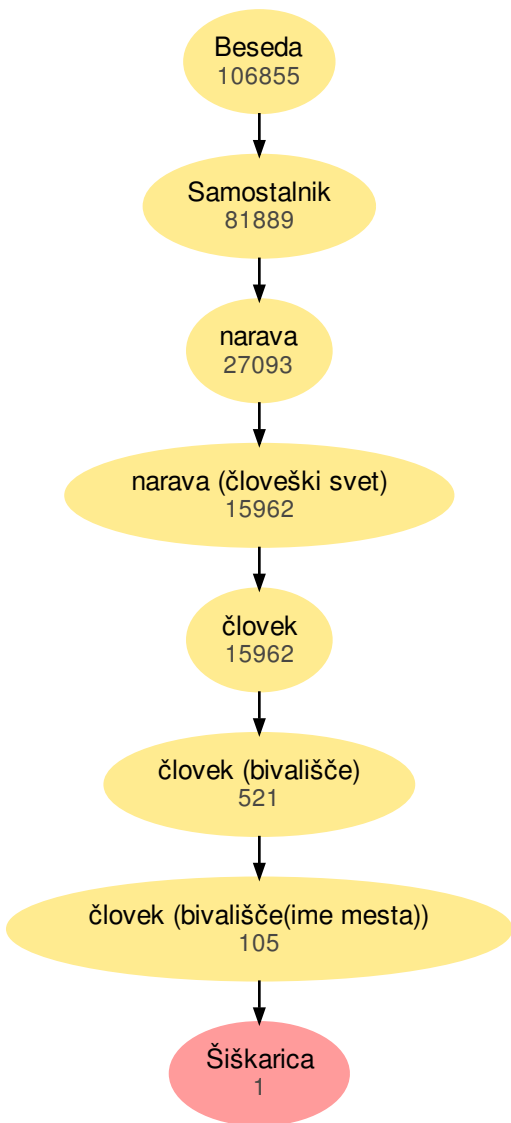 Beseda
106855
Samostalnik
81889
narava
27093
narava (človeški svet)
15962
človek
15962
človek (bivališče)
521
človek (bivališče(ime mesta))
105
Šiškarica
1